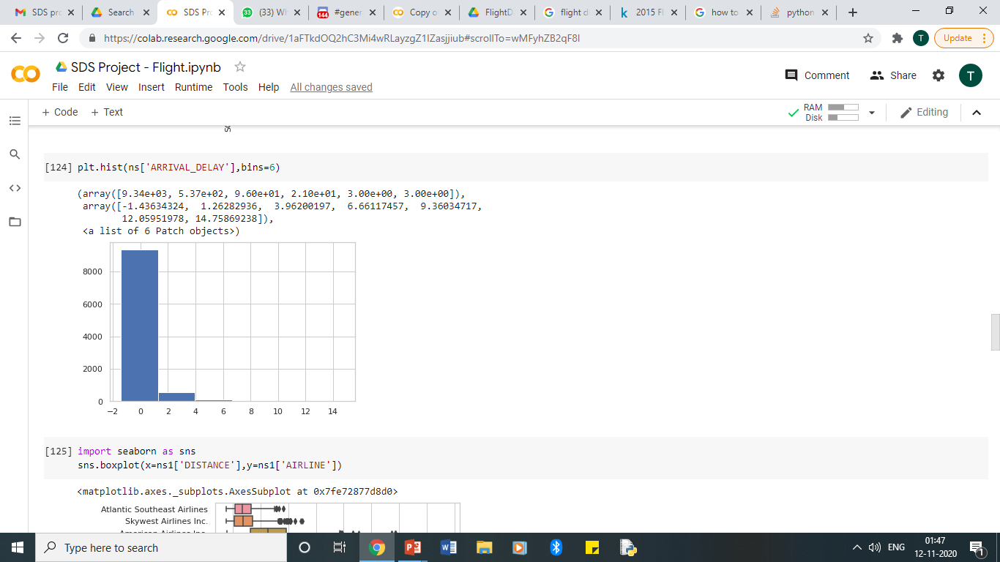 SDS pro
Search
SDS Pr
(33) W
144
#gener
Copy o
FlightD
flight d
2015 Fl
how to
python
https://colab.research.google.com/drive/1aFTkdOQ2hC3Mi4wRLayzgZ1IZasjjiub#scrollTo=wMFyhZB2qF8I
T
Update
SDS Project - Flight.ipynb
Comment
Share
T
File Edit View Insert Runtime Tools Help All changes saved
+ Code + Text
RAM
Disk
Editing
[124] plt.hist(ns['ARRIVAL_DELAY'],bins=6)
(array([9.34e+03, 5.37e+02, 9.60e+01, 2.10e+01, 3.00e+00, 3.00e+00]),
array([-1.43634324, 1.26282936, 3.96200197, 6.66117457, 9.36034717,
12.05951978, 14.75869238]),
<a list of 6 Patch objects>)
8000
6000
4000
2000
0
−2 0 2 4 6 8 10 12 14
[125] import seaborn as sns
sns.boxplot(x=ns1['DISTANCE'],y=ns1['AIRLINE'])
<matplotlib.axes._subplots.AxesSubplot at 0x7fe72877d8d0>
Atlantic Southeast Airlines
Skywest Airlines Inc.
American Airlines Inc.
Type here to search
ENG
01:47
12-11-2020
1